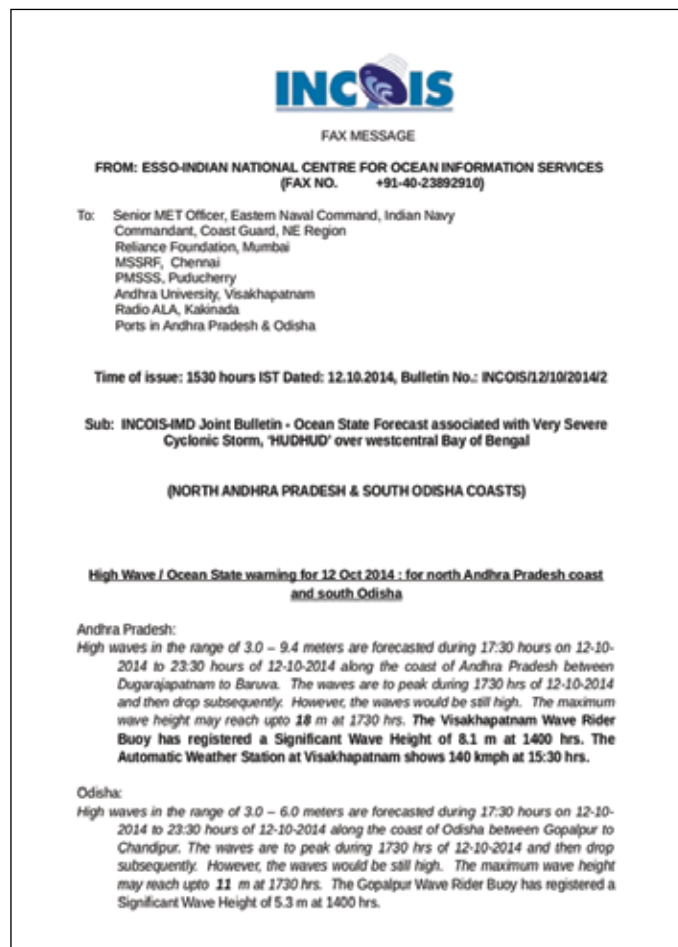 INCOIS
FAX MESSAGE
FROM: ESSO-INDIAN NATIONAL CENTRE FOR OCEAN INFORMATION SERVICES
(FAX NO. +91-40-23892910)
To: Senior MET Officer, Eastern Naval Command, Indian Navy
Commandant, Coast Guard, NE Region
Reliance Foundation, Mumbai
MSSRF, Chennai
PMSSS, Puducherry
Andhra University, Visakhapatnam
Radio ALA, Kakinada
Ports in Andhra Pradesh & Odisha
Time of issue: 1530 hours IST Dated: 12.10.2014, Bulletin No.: INCOIS/12/10/2014/2
Sub: INCOIS-IMD Joint Bulletin - Ocean State Forecast associated with Very Severe
Cyclonic Storm, 'HUDHUD' over westcentral Bay of Bengal
(NORTH ANDHRA PRADESH & SOUTH ODISHA COASTS)
High Wave / Ocean State warning for 12 Oct 2014 : for north Andhra Pradesh coast
and south Odisha
Andhra Pradesh:
High waves in the range of 3.0 – 9.4 meters are forecasted during 17:30 hours on 12-10-
2014 to 23:30 hours of 12-10-2014 along the coast of Andhra Pradesh between
Dugarajapatnam to Baruva. The waves are to peak during 1730 hrs of 12-10-2014
and then drop subsequently. However, the waves would be still high. The maximum
wave height may reach upto 18 m at 1730 hrs. The Visakhapatnam Wave Rider
Buoy has registered a Significant Wave Height of 8.1 m at 1400 hrs. The
Automatic Weather Station at Visakhapatnam shows 140 kmph at 15:30 hrs.
Odisha:
High waves in the range of 3.0 – 6.0 meters are forecasted during 17:30 hours on 12-10-
2014 to 23:30 hours of 12-10-2014 along the coast of Odisha between Gopalpur to
Chandipur. The waves are to peak during 1730 hrs of 12-10-2014 and then drop
subsequently. However, the waves would be still high. The maximum wave height
may reach upto 11 m at 1730 hrs. The Gopalpur Wave Rider Buoy has registered a
Significant Wave Height of 5.3 m at 1400 hrs.